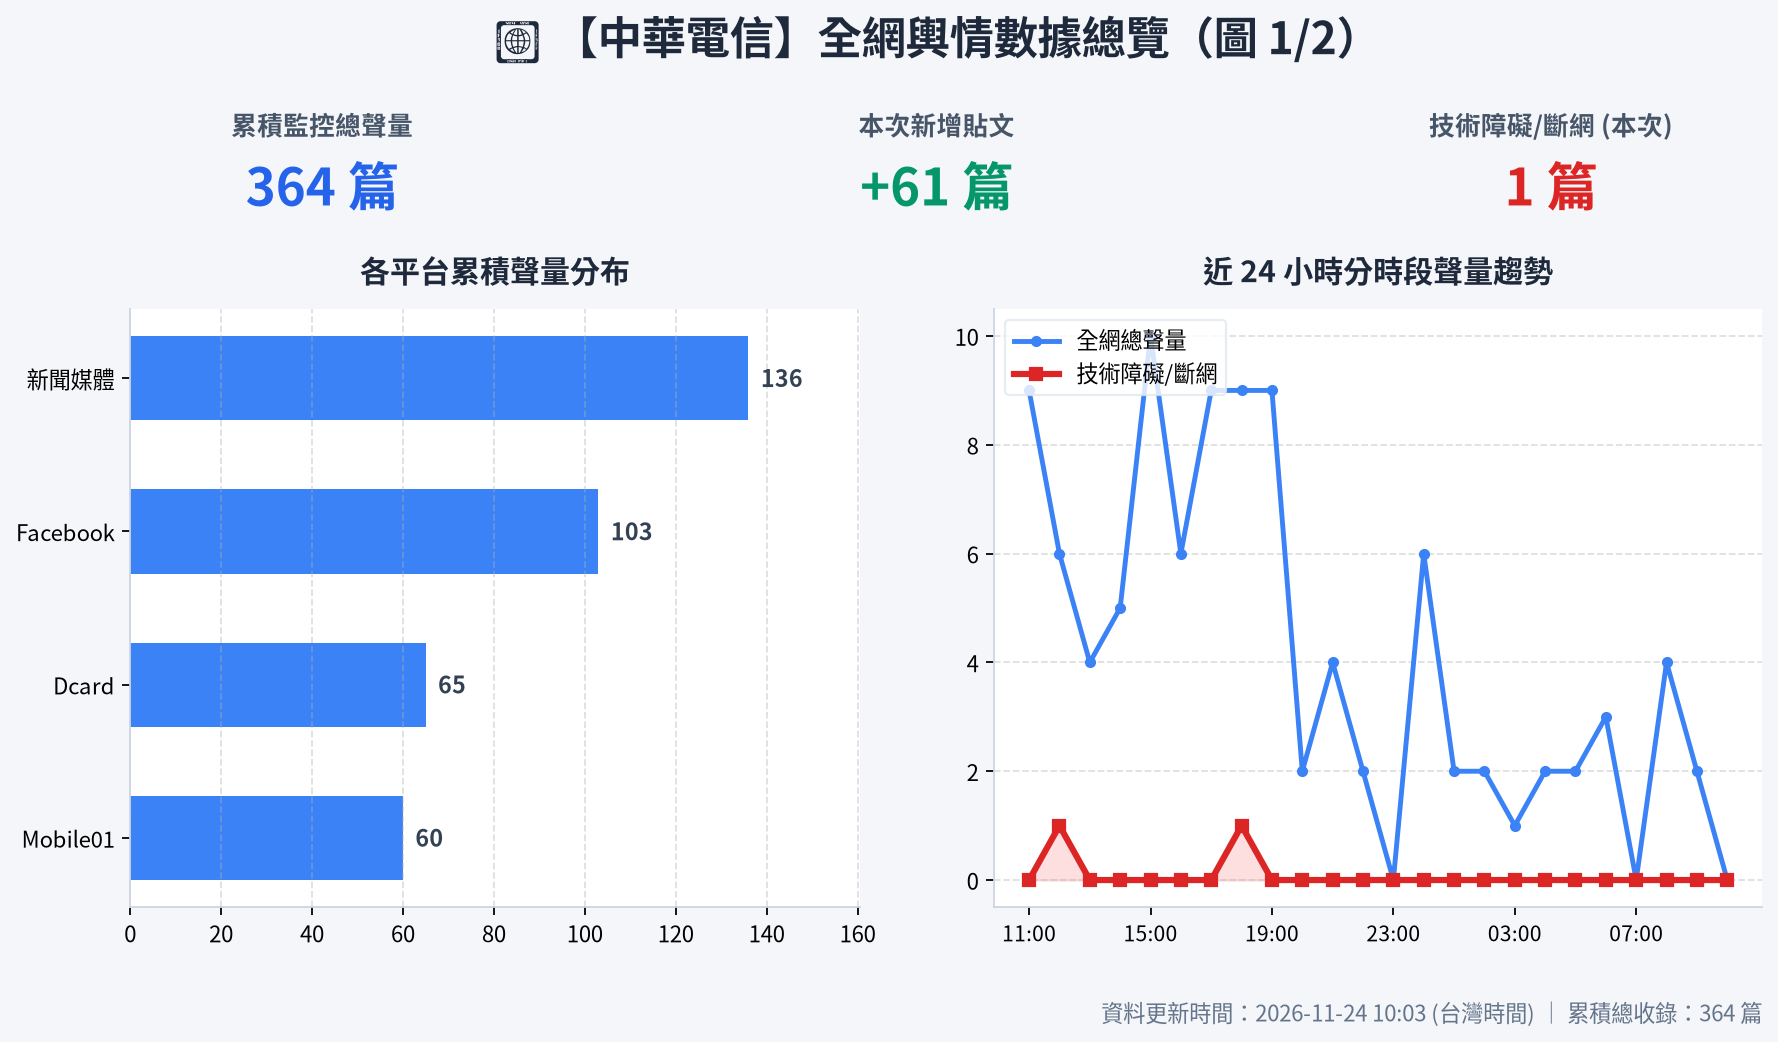 【中華電信】全網輿情數據總覽（圖 1/2）
累積監控總聲量
364 篇
本次新增貼文
+61 篇
技術障礙/斷網 (本次)
1 篇
各平台累積聲量分布
新聞媒體
136
Facebook
103
Dcard
65
Mobile01
60
0 20 40 60 80 100 120 140 160
近 24 小時分時段聲量趨勢
全網總聲量
技術障礙/斷網
10
8
6
4
2
0
11:00 15:00 19:00 23:00 03:00 07:00
資料更新時間：2026-11-24 10:03 (台灣時間) ｜ 累積總收錄：364 篇